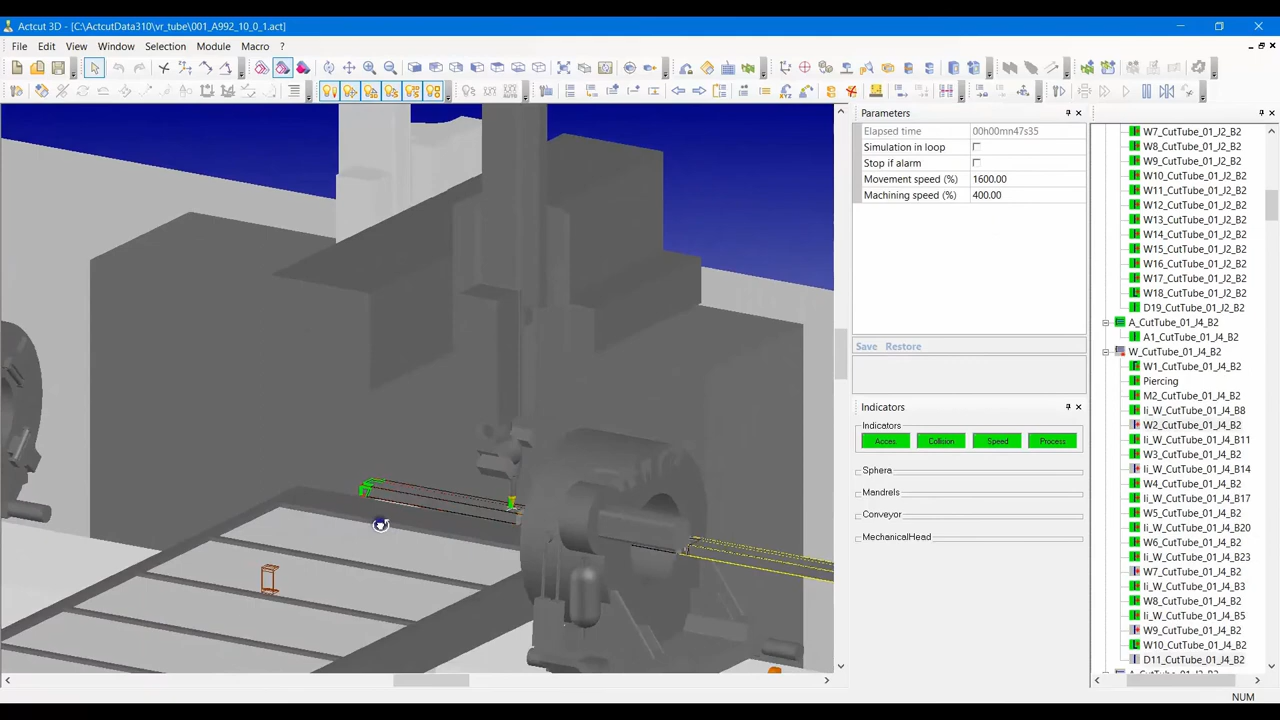 Actcut 3D - [C:\ActcutData310\vr_tube\001_A992_10_0_1.act]
File Edit View Window Selection Module Macro ?
Parameters
Elapsed time 00h00mn47s35
Simulation in loop
Stop if alarm
Movement speed (%) 1600.00
Machining speed (%) 400.00
Save Restore
Indicators
Indicators
Acces. Collision Speed Process
Sphera
Mandrels
Conveyor
MechanicalHead
W7_CutTube_01_J2_B2
W8_CutTube_01_J2_B2
W9_CutTube_01_J2_B2
W10_CutTube_01_J2_B2
W11_CutTube_01_J2_B2
W12_CutTube_01_J2_B2
W13_CutTube_01_J2_B2
W14_CutTube_01_J2_B2
W15_CutTube_01_J2_B2
W16_CutTube_01_J2_B2
W17_CutTube_01_J2_B2
W18_CutTube_01_J2_B2
D19_CutTube_01_J2_B2
A_CutTube_01_J4_B2
A1_CutTube_01_J4_B2
W_CutTube_01_J4_B2
W1_CutTube_01_J4_B2
Piercing
M2_CutTube_01_J4_B2
Ii_W_CutTube_01_J4_B8
W2_CutTube_01_J4_B2
Ii_W_CutTube_01_J4_B11
W3_CutTube_01_J4_B2
Ii_W_CutTube_01_J4_B14
W4_CutTube_01_J4_B2
Ii_W_CutTube_01_J4_B17
W5_CutTube_01_J4_B2
Ii_W_CutTube_01_J4_B20
W6_CutTube_01_J4_B2
Ii_W_CutTube_01_J4_B23
W7_CutTube_01_J4_B2
Ii_W_CutTube_01_J4_B3
W8_CutTube_01_J4_B2
Ii_W_CutTube_01_J4_B5
W9_CutTube_01_J4_B2
W10_CutTube_01_J4_B2
D11_CutTube_01_J4_B2
NUM